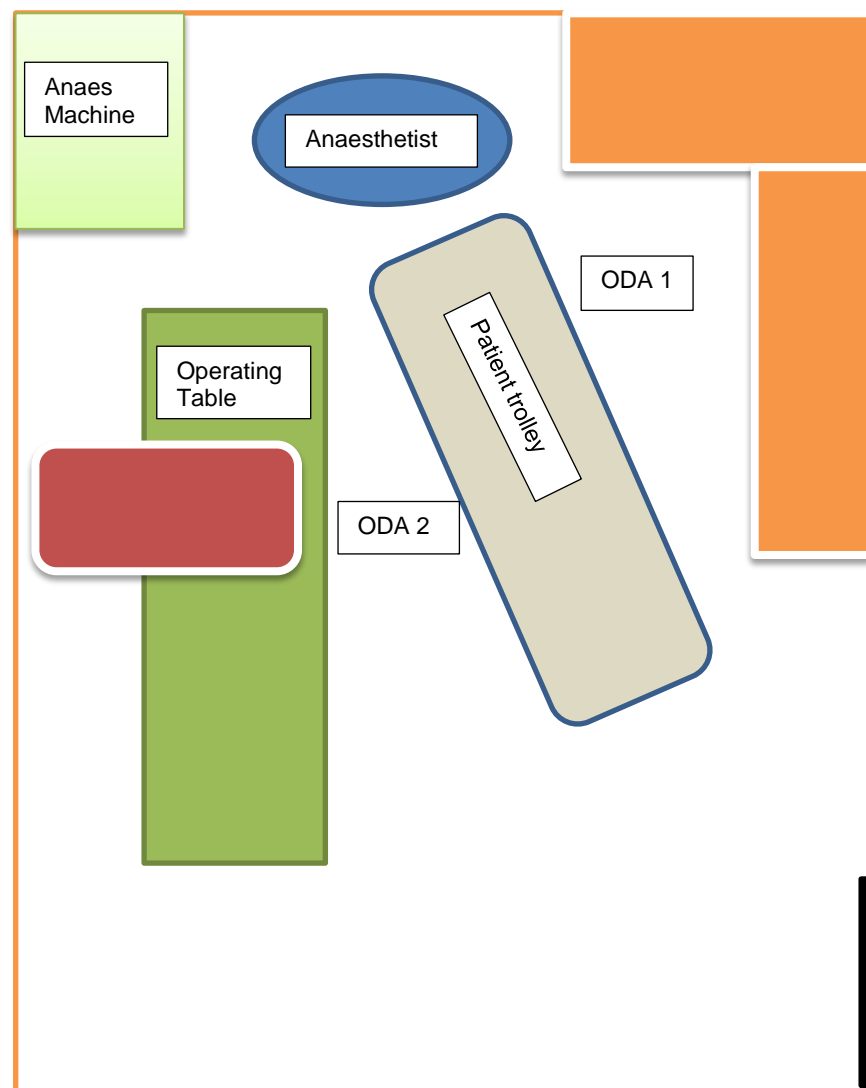 Anaes
Machine
Anaesthetist
ODA 1
Patient trolley
Operating
Table
ODA 2